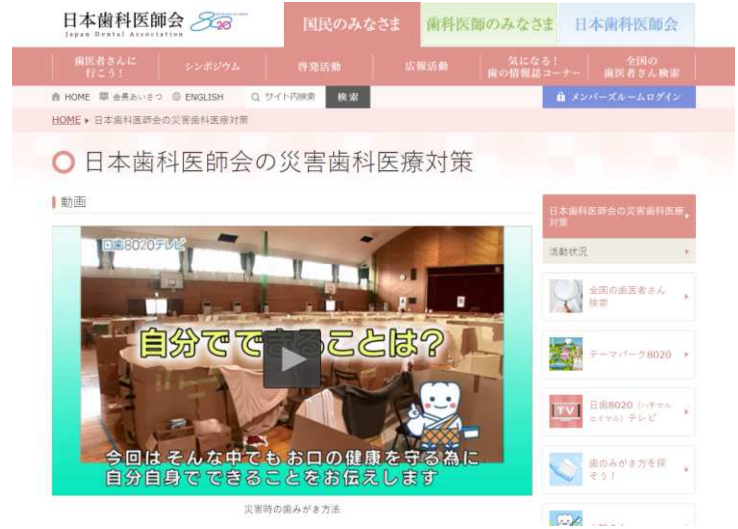 日本歯科医師会 8020
Japan Dental Association
国民のみなさま
歯科医師のみなさま
日本歯科医師会
歯医者さんに
行こう!
シンポジウム
啓発活動
広報活動
気になる!
歯の情報誌コーナー
全国の
歯医者さん検索
HOME 会長あいさつ ENGLISH サイト内検索 検索
メンバーズルームログイン
HOME ▸ 日本歯科医師会の災害歯科医療対策
日本歯科医師会の災害歯科医療対策
動画
日歯8020テレビ
自分でできることは?
今回は そんな中でも お口の健康を守る為に
自分自身で できることをお伝えします
災害時の歯みがき方法
日本歯科医師会の災害歯科医療
対策
活動状況
全国の歯医者さん
検索
テーマパーク8020
TV
日歯8020(ハチマル
ニイマル)テレビ
歯のみがき方を探
そう!